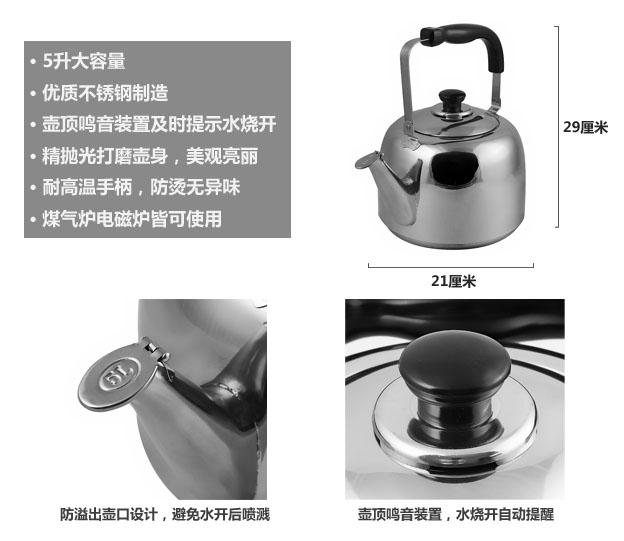 • 5升大容量
• 优质不锈钢制造
• 壶顶鸣音装置及时提示水烧开
• 精抛光打磨壶身，美观亮丽
• 耐高温手柄，防烫无异味
• 煤气炉电磁炉皆可使用
29厘米
21厘米
5L
防溢出壶口设计，避免水开后喷溅
壶顶鸣音装置，水烧开自动提醒